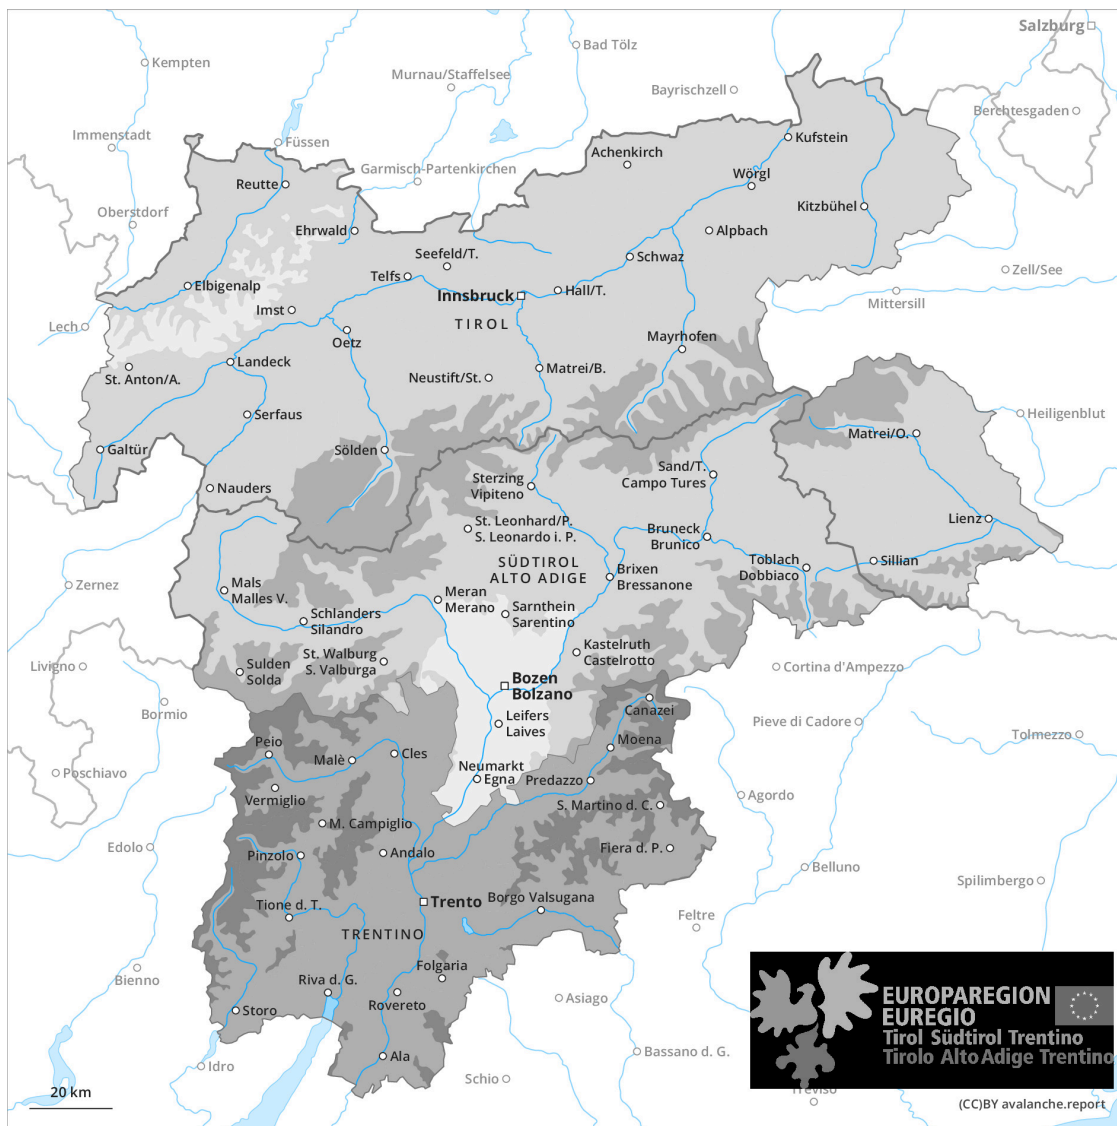 Salzburg
Bad Tölz
Kempten
Murnau/Staffelsee
Bayrischzell
Berchtesgaden
Immenstadt
Füssen
Kufstein
Achenkirch
Garmisch-Partenkirchen
Wörgl
Reutte
Oberstdorf
Kitzbühel
Ehrwald
Alpbach
Seefeld/T.
Schwaz
Zell/See
Telfs
Elbigenalp
Innsbruck
Hall/T.
Mittersill
Imst
TIROL
Lech
Oetz
Mayrhofen
Landeck
Matrei/B.
St. Anton/A.
Neustift/St.
Serfaus
Heiligenblut
Matrei/O.
Galtür
Sölden
Sterzing
Vipiteno
Sand/T.
Campo Tures
Nauders
St. Leonhard/P.
S. Leonardo i. P.
Lienz
Bruneck
Brunico
SÜDTIROL
ALTO ADIGE
Toblach
Dobbiaco
Sillian
Brixen
Bressanone
Zernez
Mals
Malles V.
Meran
Merano
Schlanders
Silandro
Sarnthein
Sarentino
Kastelruth
Castelrotto
St. Walburg
S. Valburga
Livigno
Sulden
Solda
Cortina d'Ampezzo
Bozen
Bolzano
Canazei
Bormio
Leifers
Laives
Pieve di Cadore
Tolmezzo
Peio
Cles
Moena
Malè
Poschiavo
Neumarkt
Egna
Predazzo
Vermiglio
Agordo
S. Martino d. C.
M. Campiglio
Edolo
Pinzolo
Andalo
Fiera d. P.
Belluno
Spilimbergo
Tione d. T.
Trento
Borgo Valsugana
Feltre
TRENTINO
Bienno
Folgaria
Riva d. G.
Rovereto
Asiago
Storo
EUROPAREGION
EUREGIO
Tirol Südtirol Trentino
Tirolo Alto Adige Trentino
Ala
Bassano d. G.
Idro
Schio
Treviso
20 km
(CC)BY avalanche.report